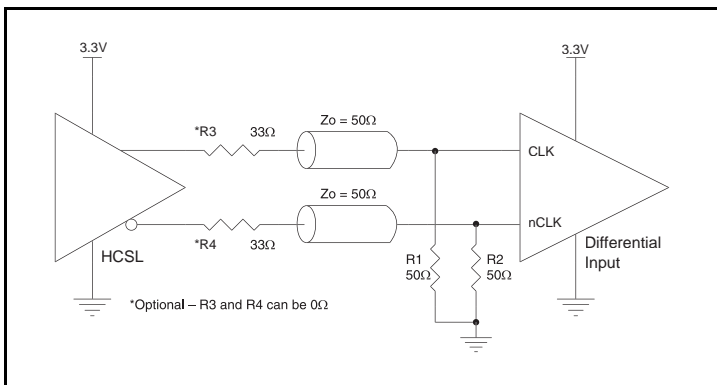 3.3V
3.3V
*R3 33Ω
Zo = 50Ω
CLK
Zo = 50Ω
nCLK
*R4 33Ω
HCSL
R1
50Ω
R2
50Ω
Differential
Input
*Optional – R3 and R4 can be 0Ω